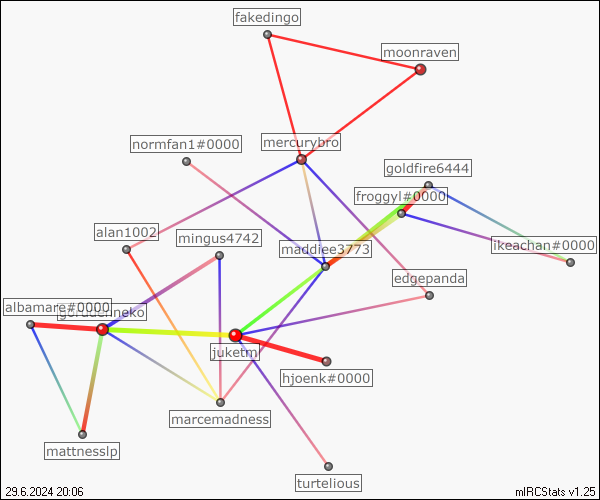 fakedingo
moonraven
normfan1#0000
mercurybro
goldfire6444
froggyl#0000
alan1002
mingus4742
maddiee3773
ikeachan#0000
edgepanda
albamare#0000
juketm
hjoenk#0000
marcemadness
mattnesslp
turtelious
29.6.2024 20:06
mIRCStats v1.25